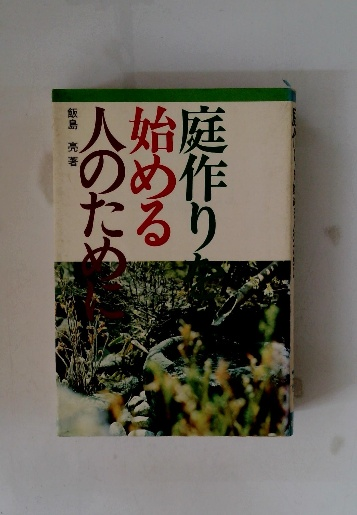 庭作りを
始める
人のために
飯島 亮著